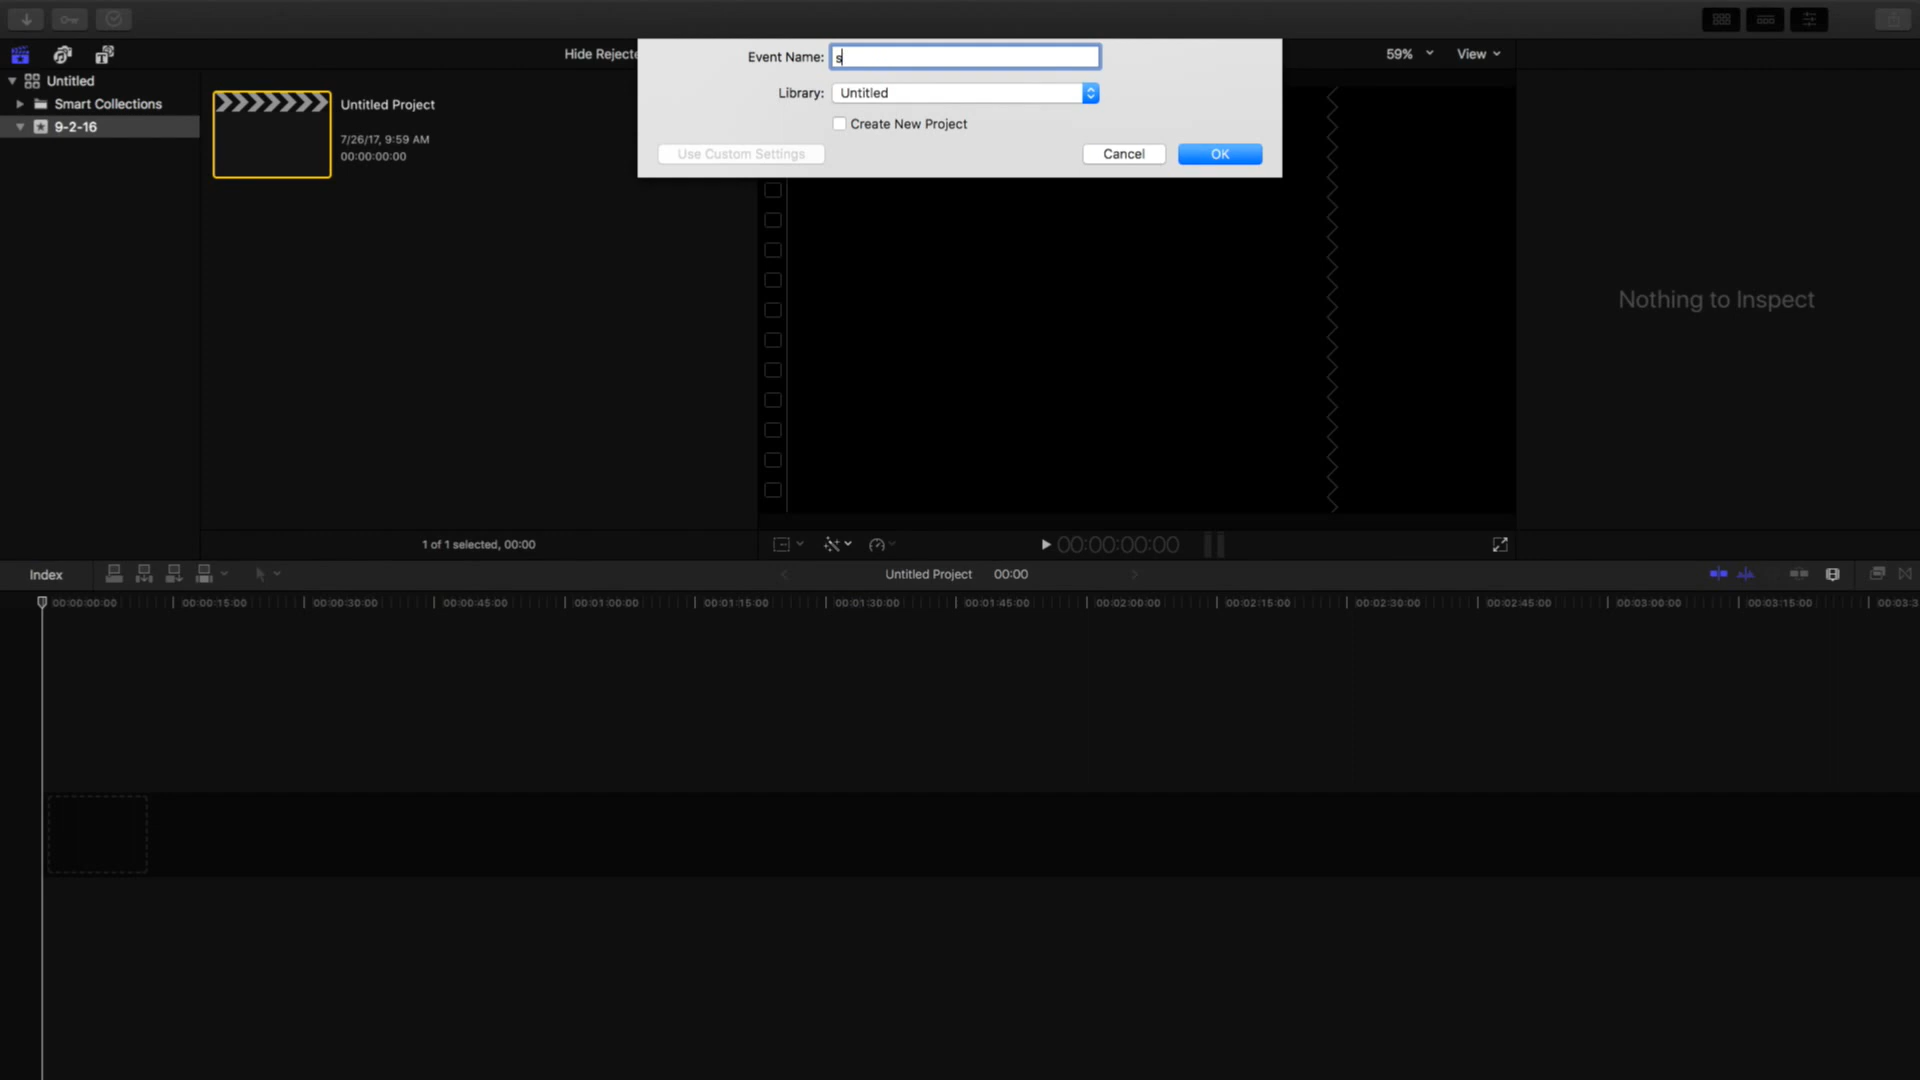 Hide Rejecte
59%
View
Event Name: s
Library: Untitled
Create New Project
Use Custom Settings
Cancel
OK
Untitled
Smart Collections
9-2-16
Untitled Project
7/26/17, 9:59 AM
00:00:00:00
Nothing to Inspect
1 of 1 selected, 00:00
00:00:00:00
Index
Untitled Project
00:00
00:00:00:00
00:00:15:00
00:00:30:00
00:00:45:00
00:01:00:00
00:01:15:00
00:01:30:00
00:01:45:00
00:02:00:00
00:02:15:00
00:02:30:00
00:02:45:00
00:03:00:00
00:03:15:00
00:03:3